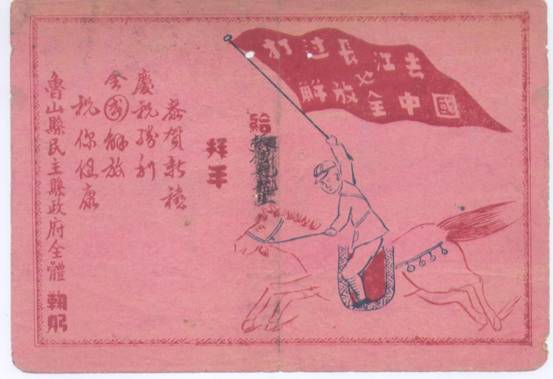 打过長江去
解放全中國
給
拜年
恭賀新禧
慶祝勝利
全國解放
祝你健康
魯山縣民主縣政府全體 鞠躬